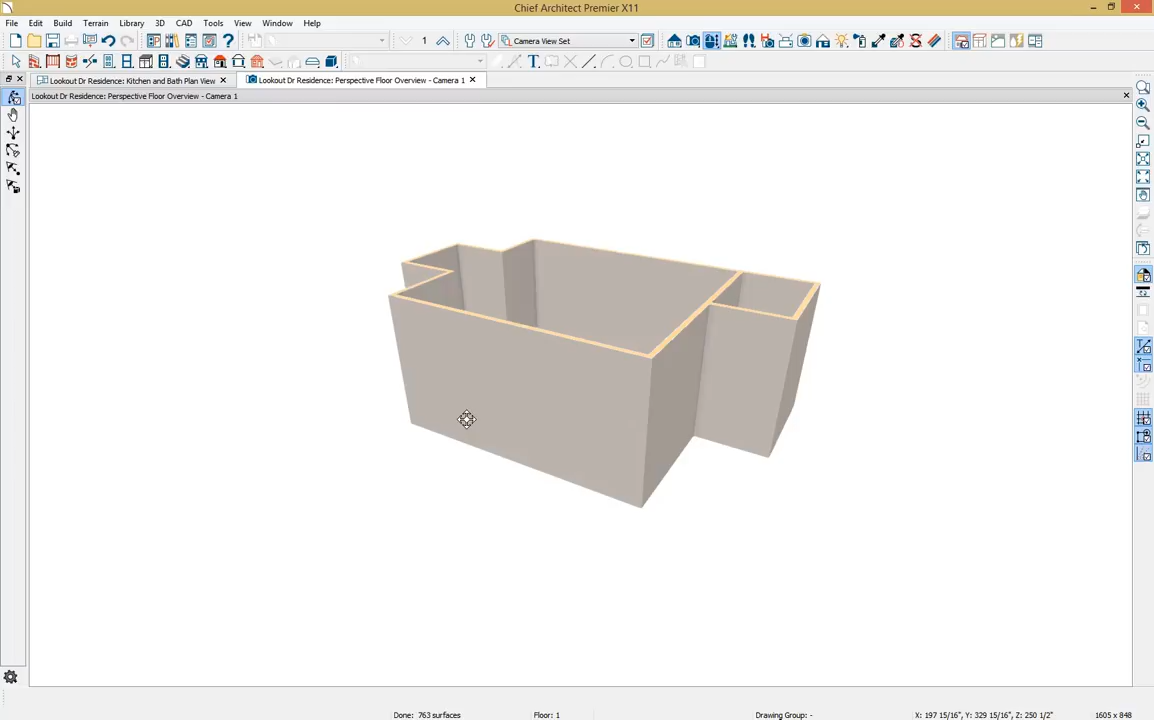 Chief Architect Premier X11
File Edit Build Terrain Library 3D CAD Tools View Window Help
1 Camera View Set
T
Lookout Dr Residence: Kitchen and Bath Plan View Lookout Dr Residence: Perspective Floor Overview - Camera 1
Lookout Dr Residence: Perspective Floor Overview - Camera 1
Done: 763 surfaces Floor: 1 Drawing Group: - X: 197 15/16", Y: 329 15/16", Z: 250 1/2" 1605 x 848